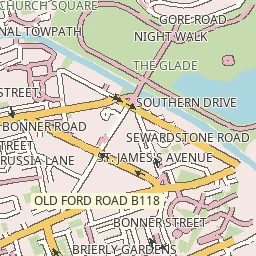 CHURCH SQUARE
GORE ROAD
NAL TOWPATH
NIGHT WALK
THE GLADE
STREET
SOUTHERN DRIVE
BONNER ROAD
SEWARDSTONE ROAD
RUSSIA LANE
ST. JAMES'S AVENUE
OLD FORD ROAD B118
STREET
BONNER STREET
BRIERLY GARDENS